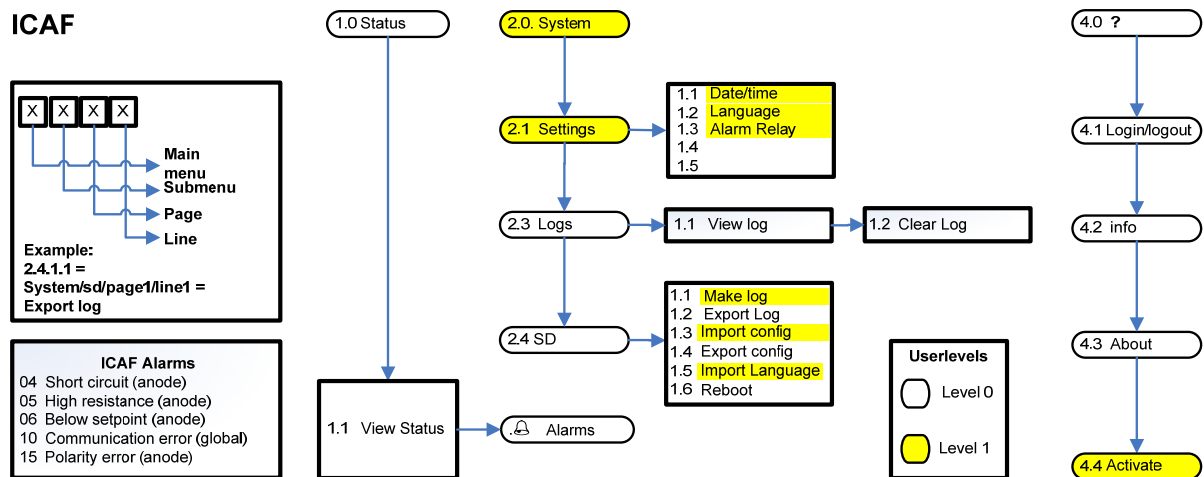 ICAF
X X X X
Main
menu
Submenu
Page
Line
Example:
2.4.1.1 =
System/sd/page1/line1 =
Export log
ICAF Alarms
04 Short circuit (anode)
05 High resistance (anode)
06 Below setpoint (anode)
10 Communication error (global)
15 Polarity error (anode)
1.0 Status
1.1 View Status
. Alarms
2.0. System
2.1 Settings
1.1 Date/time
1.2 Language
1.3 Alarm Relay
1.4
1.5
2.3 Logs
1.1 View log
1.2 Clear Log
2.4 SD
1.1 Make log
1.2 Export Log
1.3 Import config
1.4 Export config
1.5 Import Language
1.6 Reboot
Userlevels
Level 0
Level 1
4.0 ?
4.1 Login/logout
4.2 info
4.3 About
4.4 Activate